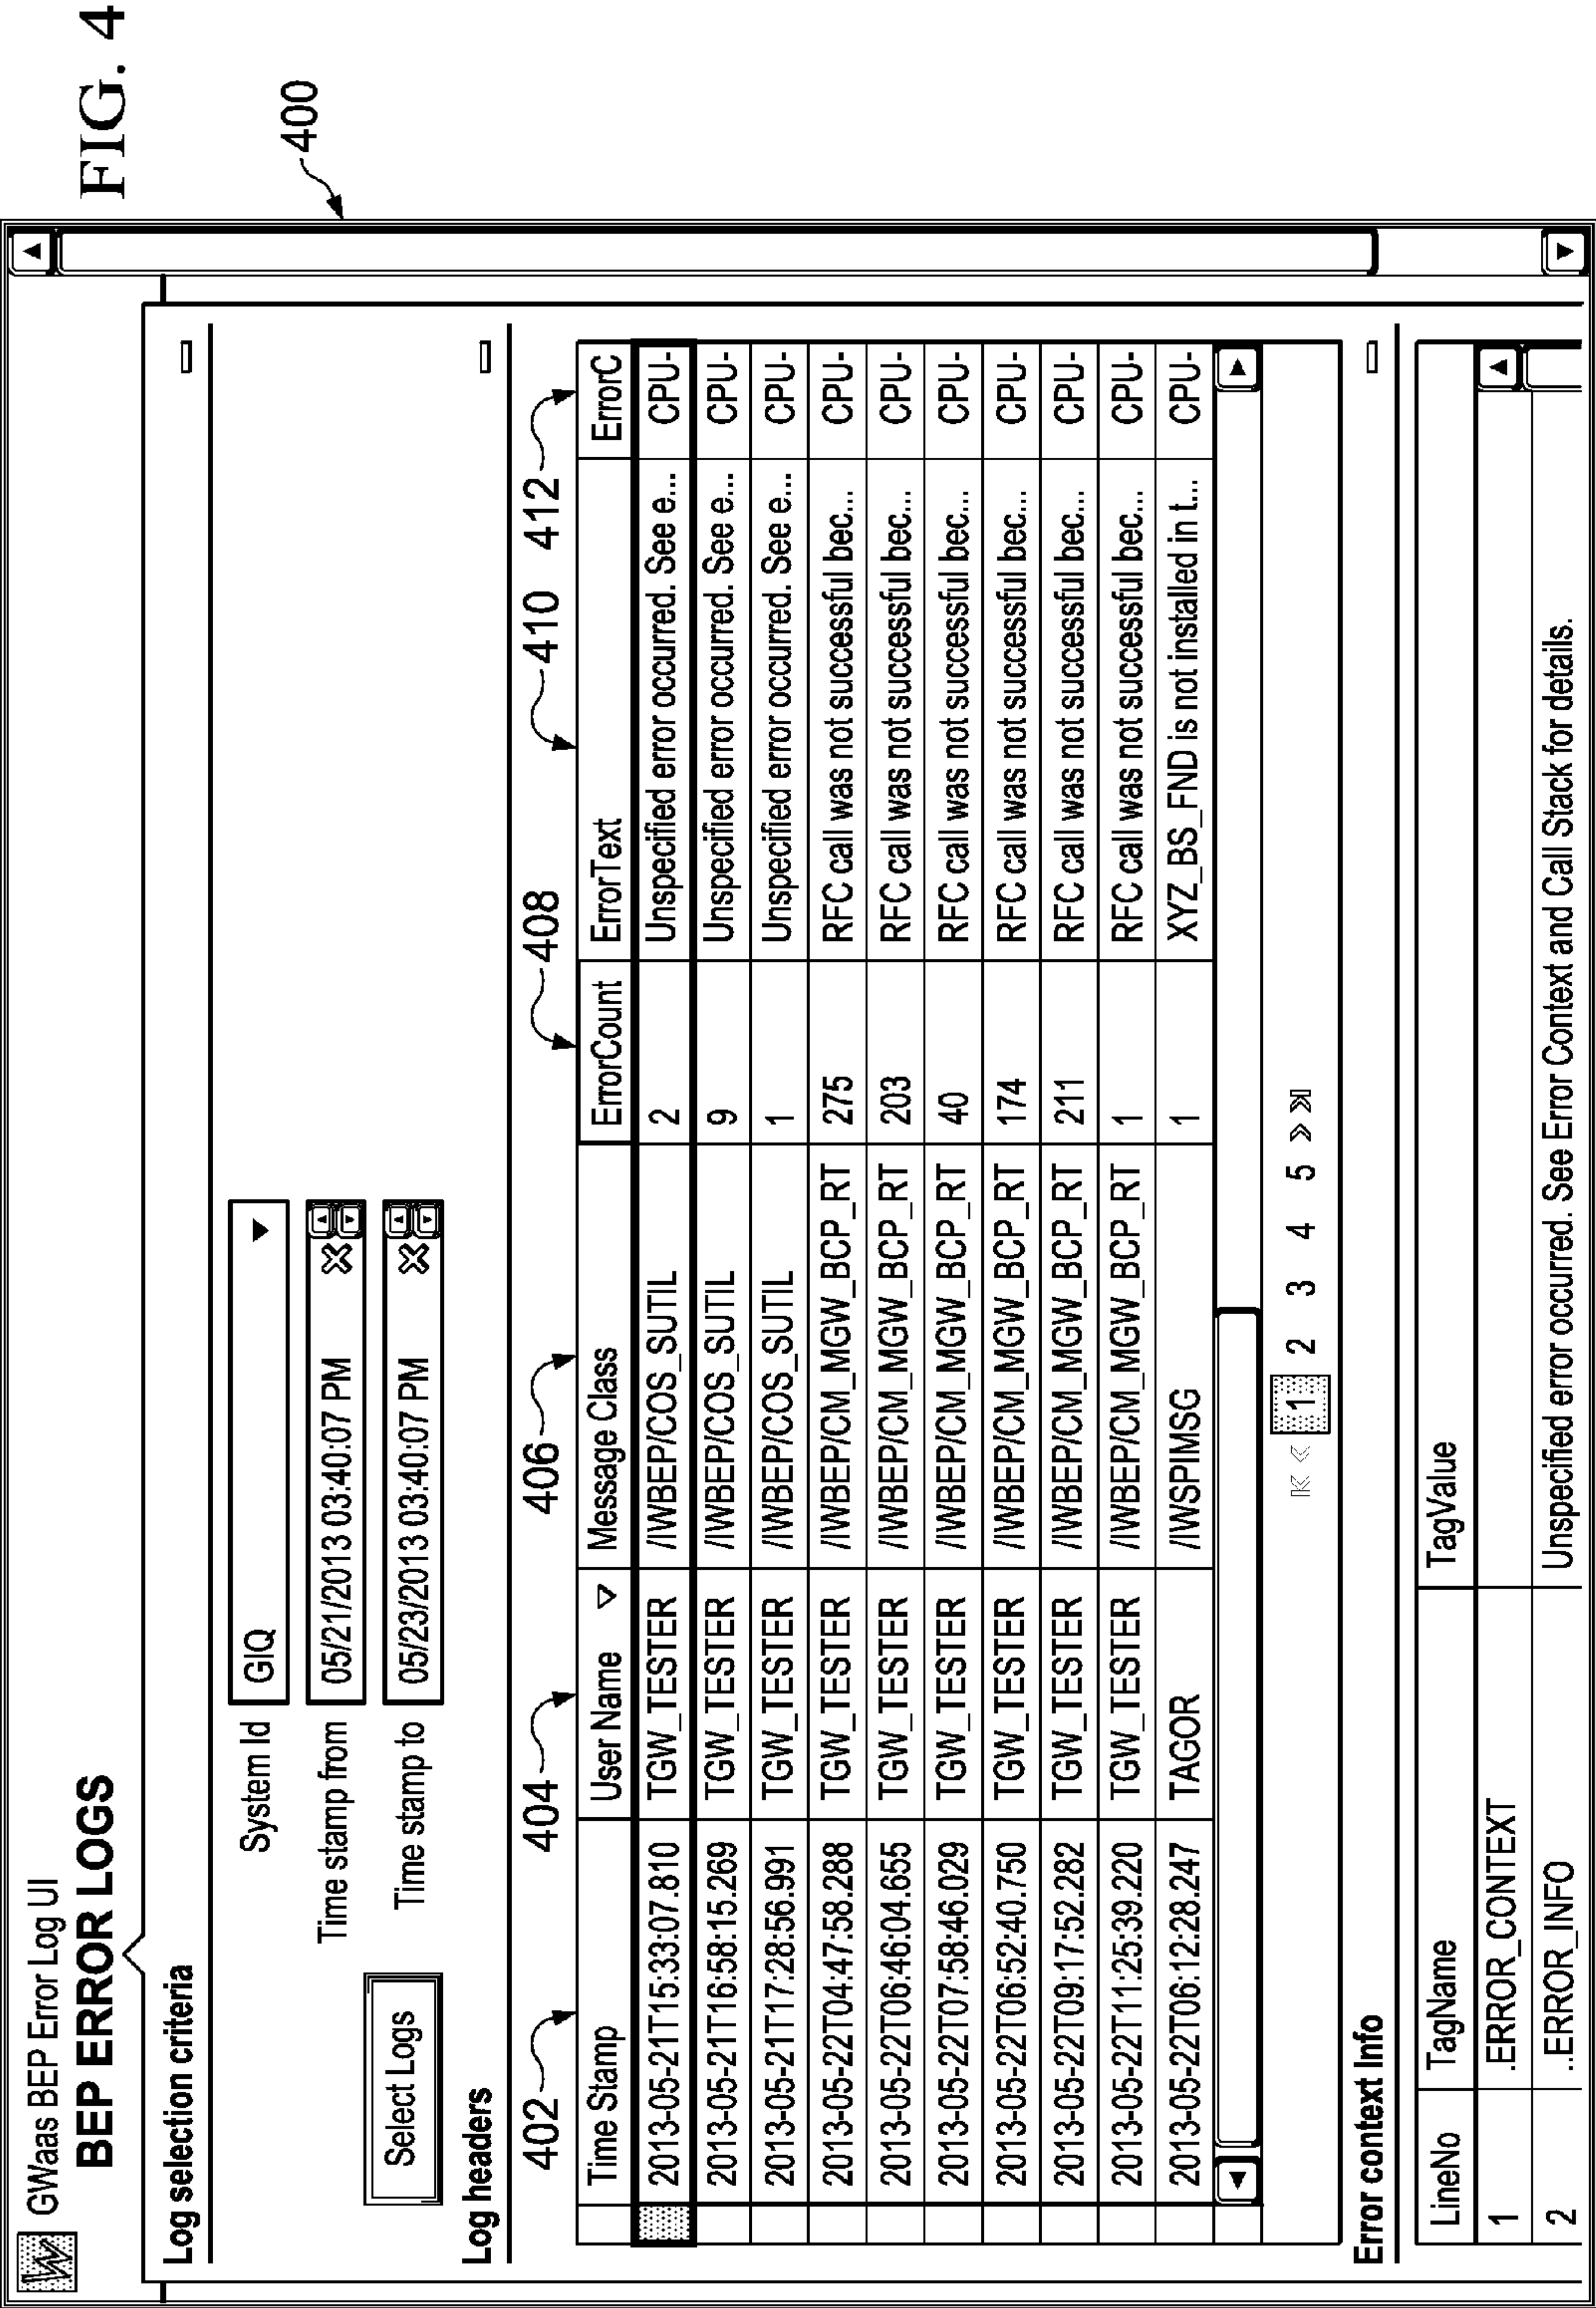 FIG. 4
400
GWaas BEP Error Log UI
BEP ERROR LOGS
Log selection criteria
System Id GIQ
Time stamp from 05/21/2013 03:40:07 PM
Time stamp to 05/23/2013 03:40:07 PM
Select Logs
Log headers
402 404 406 408 410 412
Time Stamp User Name Message Class ErrorCount ErrorText ErrorC
2013-05-21T15:33:07.810 TGW_TESTER /IWBEP/COS_SUTIL 2 Unspecified error occurred. See e... CPU-
2013-05-21T16:58:15.269 TGW_TESTER /IWBEP/COS_SUTIL 9 Unspecified error occurred. See e... CPU-
2013-05-21T17:28:56.991 TGW_TESTER /IWBEP/COS_SUTIL 1 Unspecified error occurred. See e... CPU-
2013-05-22T04:47:58.288 TGW_TESTER /IWBEP/CM_MGW_BCP_RT 275 RFC call was not successful bec... CPU-
2013-05-22T06:46:04.655 TGW_TESTER /IWBEP/CM_MGW_BCP_RT 203 RFC call was not successful bec... CPU-
2013-05-22T07:58:46.029 TGW_TESTER /IWBEP/CM_MGW_BCP_RT 40 RFC call was not successful bec... CPU-
2013-05-22T06:52:40.750 TGW_TESTER /IWBEP/CM_MGW_BCP_RT 174 RFC call was not successful bec... CPU-
2013-05-22T09:17:52.282 TGW_TESTER /IWBEP/CM_MGW_BCP_RT 211 RFC call was not successful bec... CPU-
2013-05-22T11:25:39.220 TGW_TESTER /IWBEP/CM_MGW_BCP_RT 1 RFC call was not successful bec... CPU-
2013-05-22T06:12:28.247 TAGOR /IWSPIMSG 1 XYZ_BS_FND is not installed in t... CPU-
1 2 3 4 5
Error context Info
LineNo TagName TagValue
1 .ERROR_CONTEXT
2 ..ERROR_INFO Unspecified error occurred. See Error Context and Call Stack for details.